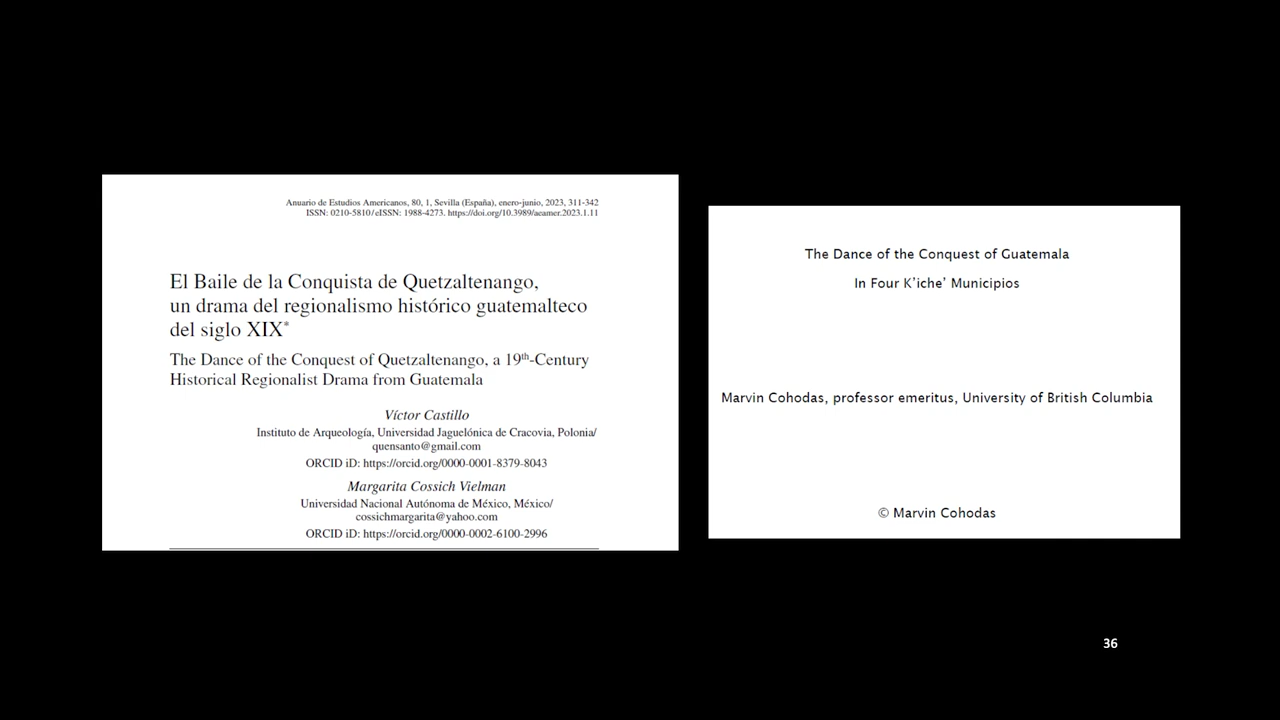 Anuario de Estudios Americanos, 80, 1, Sevilla (España), enero-junio, 2023, 311-342
ISSN: 0210-5810/eISSN: 1988-4273. https://doi.org/10.3989/aeamer.2023.1.11
El Baile de la Conquista de Quetzaltenango,
un drama del regionalismo histórico guatemalteco
del siglo XIX*
The Dance of the Conquest of Quetzaltenango, a 19th-Century
Historical Regionalist Drama from Guatemala
Víctor Castillo
Instituto de Arqueología, Universidad Jaguelónica de Cracovia, Polonia/
quensanto@gmail.com
ORCID iD: https://orcid.org/0000-0001-8379-8043
Margarita Cossich Vielman
Universidad Nacional Autónoma de México, México/
cossichmargarita@yahoo.com
ORCID iD: https://orcid.org/0000-0002-6100-2996
The Dance of the Conquest of Guatemala
In Four K'iche' Municipios
Marvin Cohodas, professor emeritus, University of British Columbia
© Marvin Cohodas
36